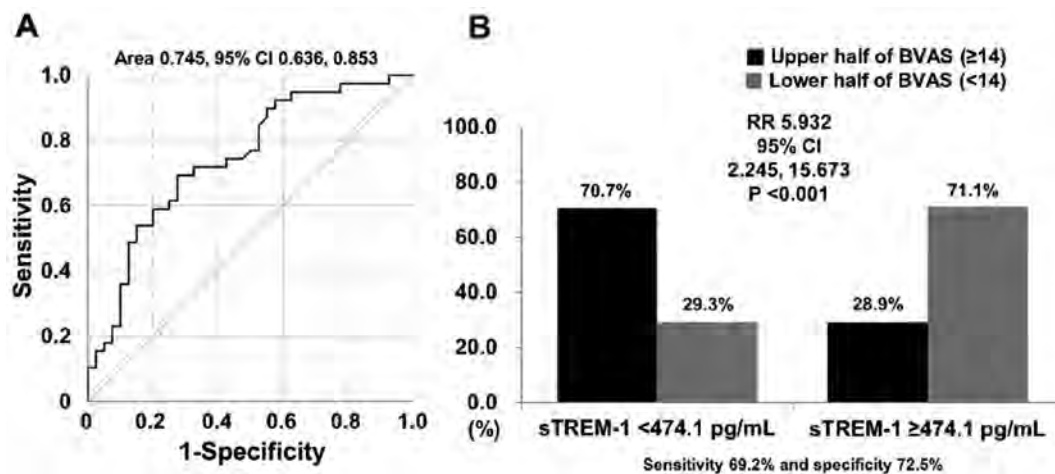 A
Area 0.745, 95% CI 0.636, 0.853
1.0
0.8
0.6
0.4
0.2
0
Sensitivity
0 0.2 0.4 0.6 0.8 1.0
1-Specificity
B
Upper half of BVAS (≥14)
Lower half of BVAS (<14)
RR 5.932
95% CI
2.245, 15.673
P <0.001
100.0
80.0
60.0
40.0
20.0
0.0
(%)
70.7%
29.3%
28.9%
71.1%
sTREM-1 <474.1 pg/mL
sTREM-1 ≥474.1 pg/mL
Sensitivity 69.2% and specificity 72.5%